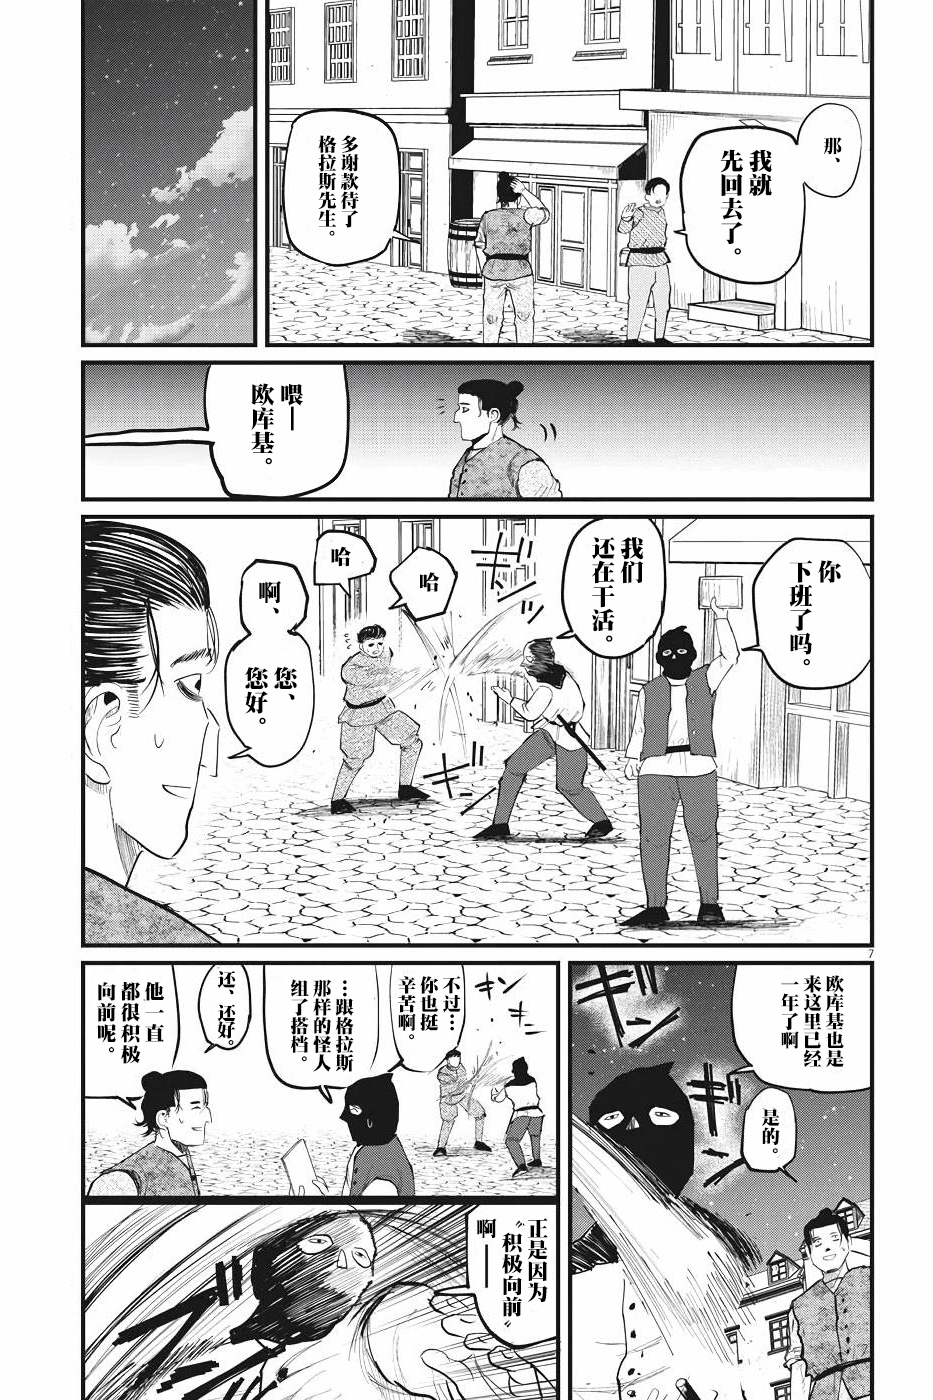 那、
我就
先回去了。
多谢款待了
格拉斯先生。
喂—
欧库基。
你
下班了吗。
我们
还在干活。
哈
哈
啊、
您、
您好。
7
欧库基也是
来这里已经
一年了啊
是的。
不过…
你也挺
辛苦啊。
…跟格拉斯
那样的怪人
组了搭档。
还、还好。
他一直
都很积极
向前呢。
正是因为
“积极向前”
啊——